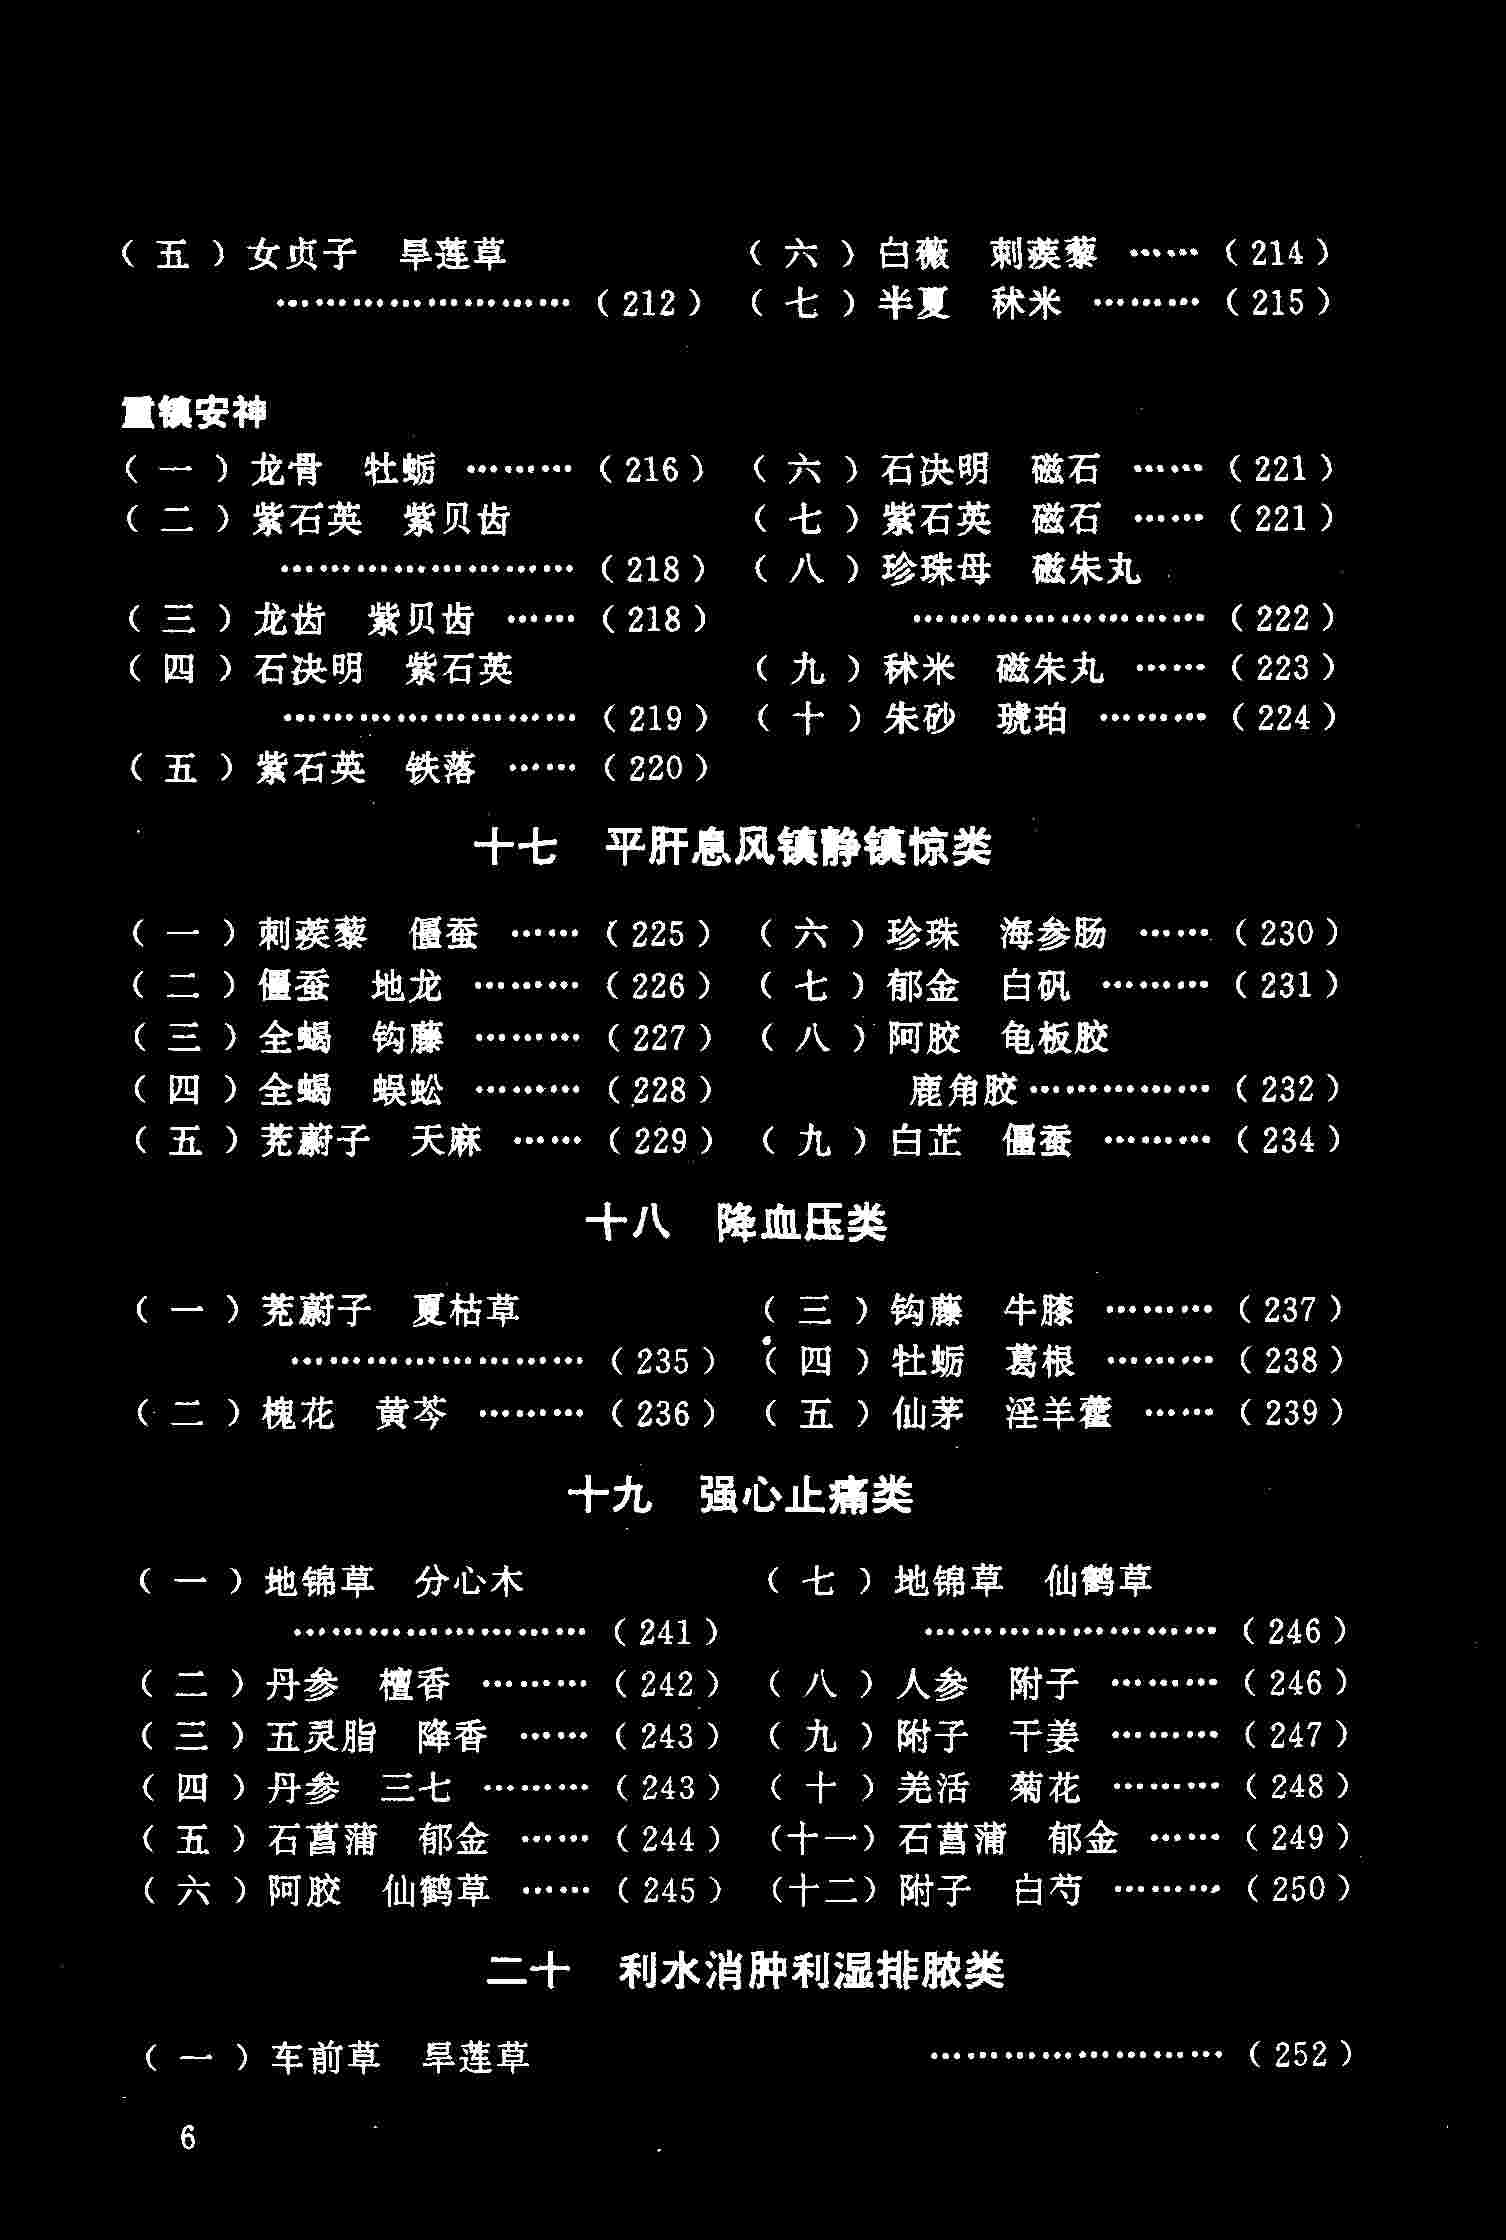 （五）女贞子　旱莲草
……………………（212）
（六）白薇　刺蒺藜……（214）
（七）半夏　秫米………（215）
重镇安神
（一）龙骨　牡蛎………（216）
（二）紫石英　紫贝齿
……………………（218）
（三）龙齿　紫贝齿……（218）
（四）石决明　紫石英
……………………（219）
（五）紫石英　铁落……（220）
（六）石决明　磁石……（221）
（七）紫石英　磁石……（221）
（八）珍珠母　磁朱丸
……………………（222）
（九）秫米　磁朱丸……（223）
（十）朱砂　琥珀………（224）
十七　平肝息风镇静镇惊类
（一）刺蒺藜　僵蚕……（225）
（二）僵蚕　地龙………（226）
（三）全蝎　钩藤………（227）
（四）全蝎　蜈蚣………（228）
（五）茺蔚子　天麻……（229）
（六）珍珠　海参肠……（230）
（七）郁金　白矾………（231）
（八）阿胶　龟板胶
鹿角胶……………（232）
（九）白芷　僵蚕………（234）
十八　降血压类
（一）茺蔚子　夏枯草
……………………（235）
（二）槐花　黄芩………（236）
（三）钩藤　牛膝………（237）
（四）牡蛎　葛根………（238）
（五）仙茅　淫羊藿……（239）
十九　强心止痛类
（一）地锦草　分心木
……………………（241）
（二）丹参　檀香………（242）
（三）五灵脂　降香……（243）
（四）丹参　三七………（243）
（五）石菖蒲　郁金……（244）
（六）阿胶　仙鹤草……（245）
（七）地锦草　仙鹤草
……………………（246）
（八）人参　附子………（246）
（九）附子　干姜………（247）
（十）羌活　菊花………（248）
（十一）石菖蒲　郁金……（249）
（十二）附子　白芍………（250）
二十　利水消肿利湿排脓类
（一）车前草　旱莲草……………………（252）
6